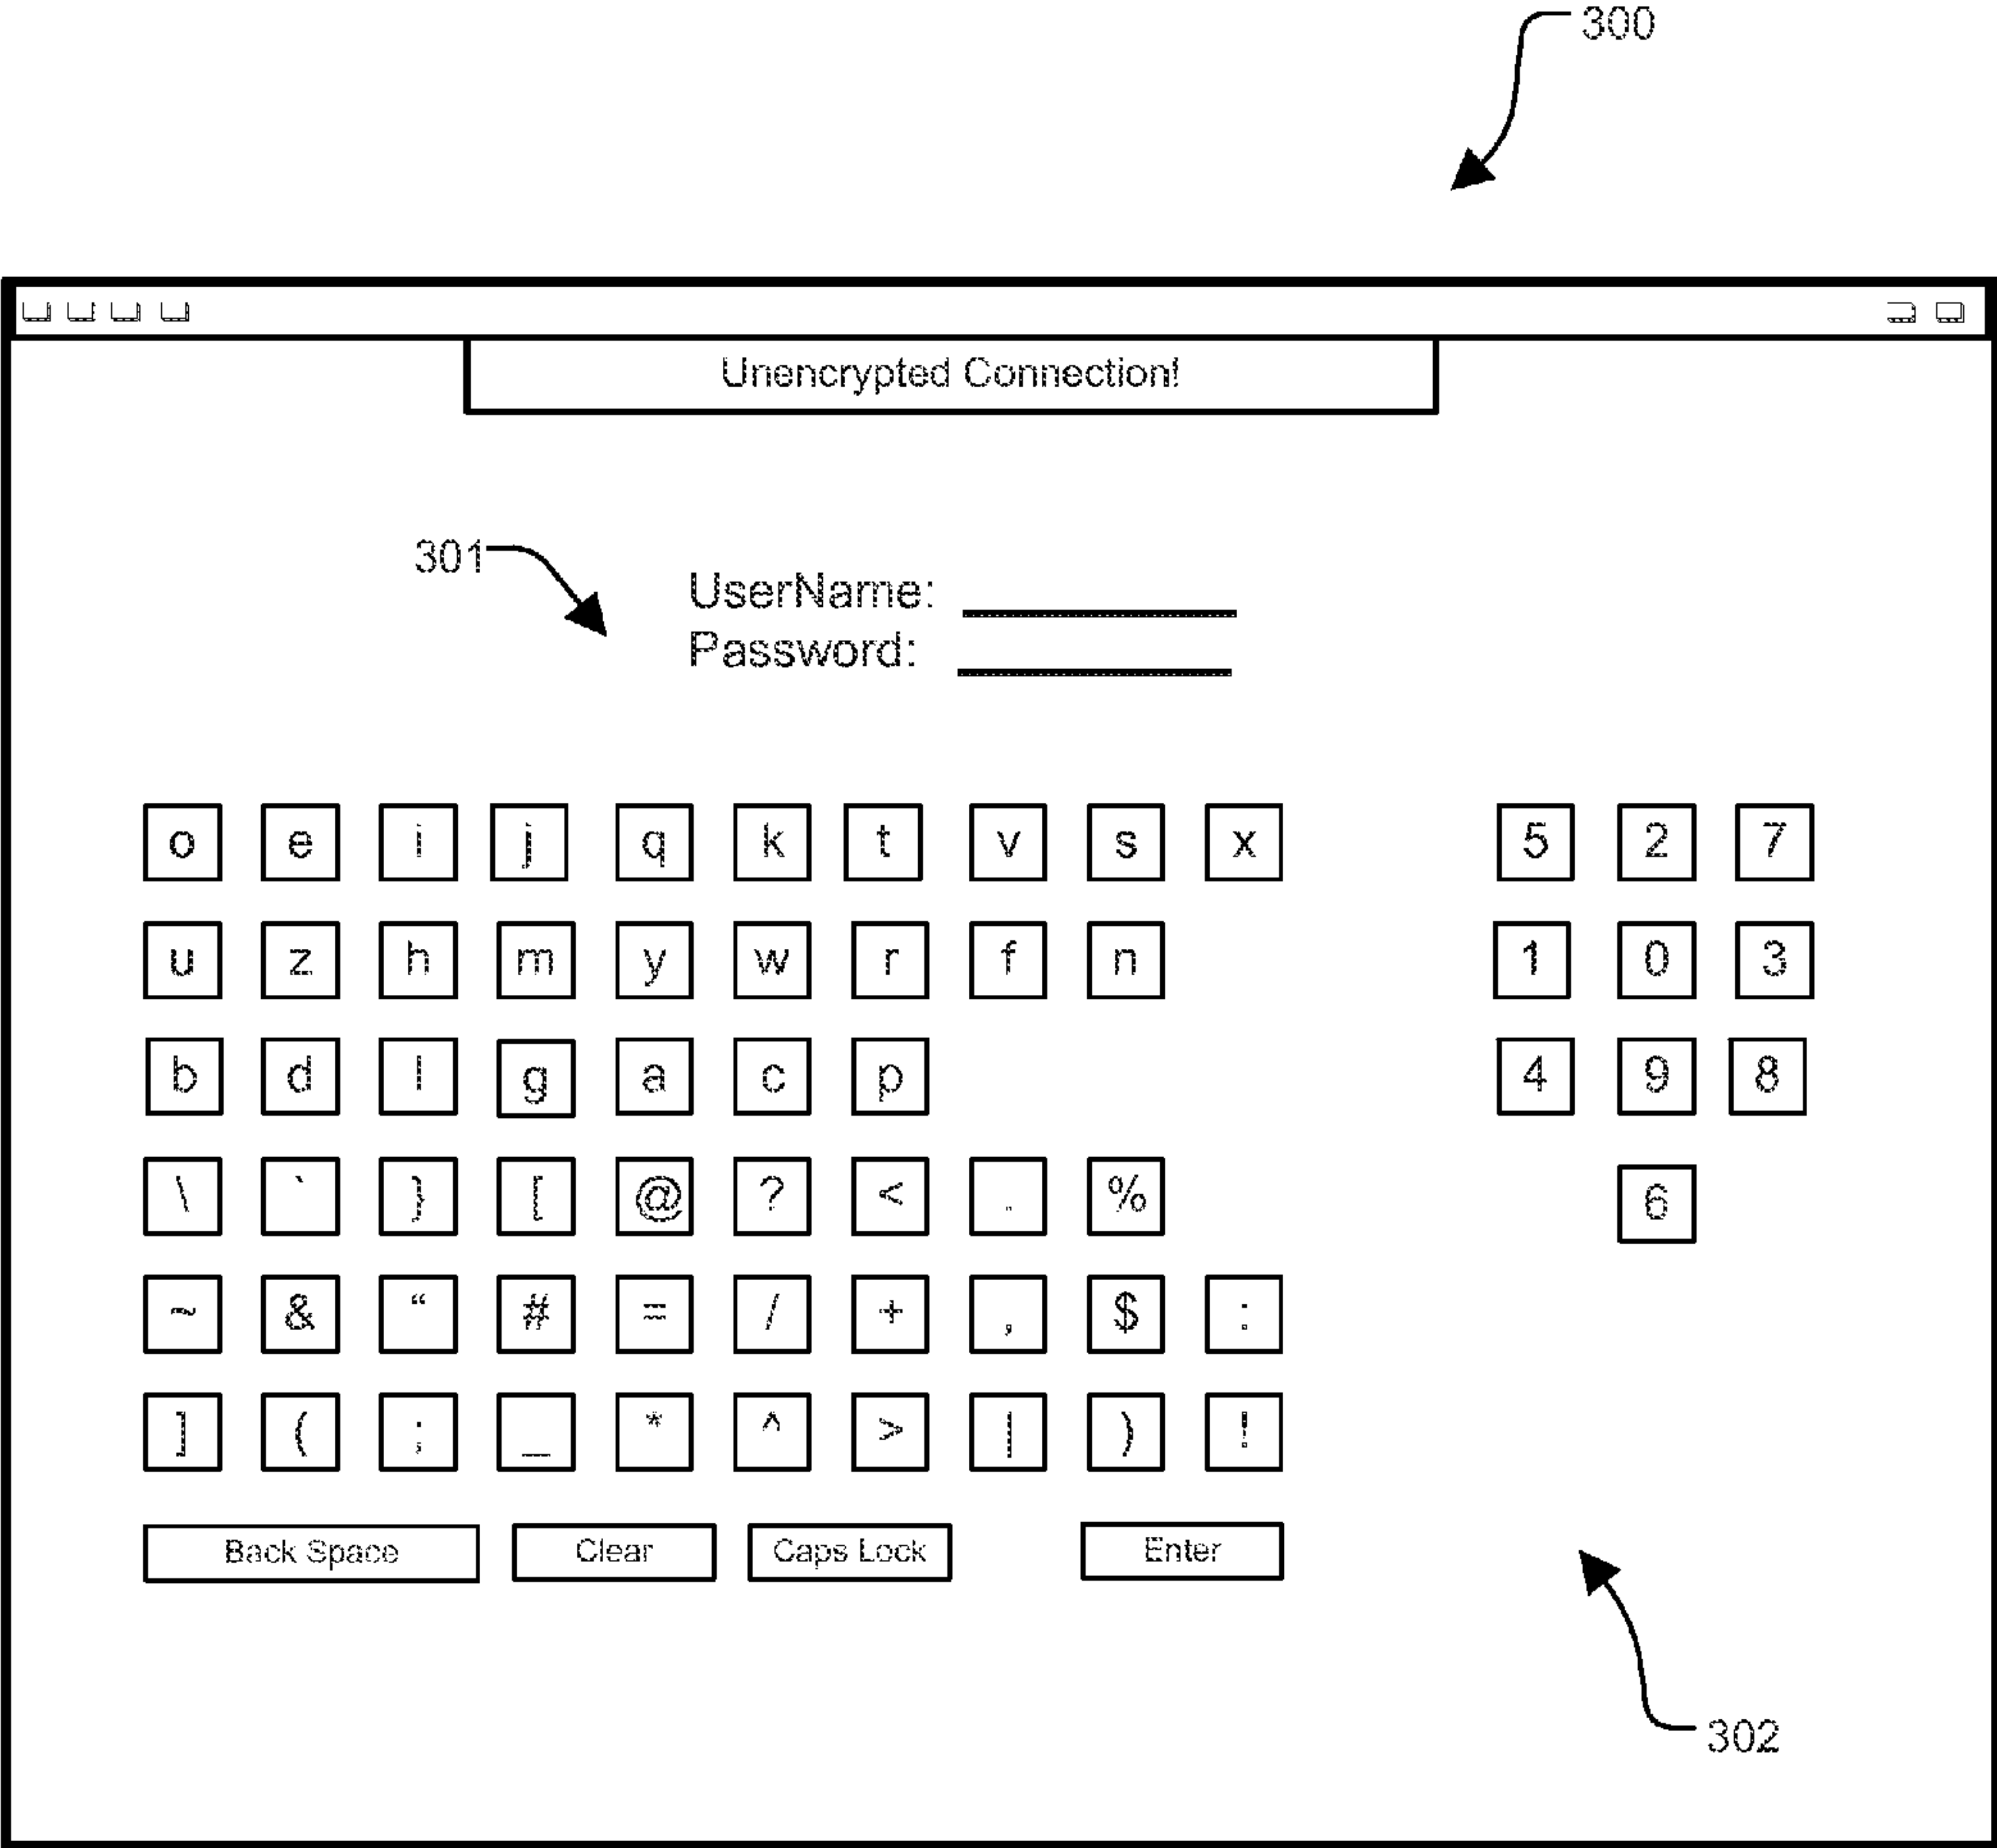 300
Unencrypted Connection!
301
UserName:
Password:
o e i j q k t v s x 5 2 7
u z h m y w r f n 1 0 3
b d l g a c p 4 9 8
\ ` } [ @ ? < . % 6
~ & “ # = / + , $ :
] ( ; _ * ^ > | ) !
Back Space Clear Caps Lock Enter
302